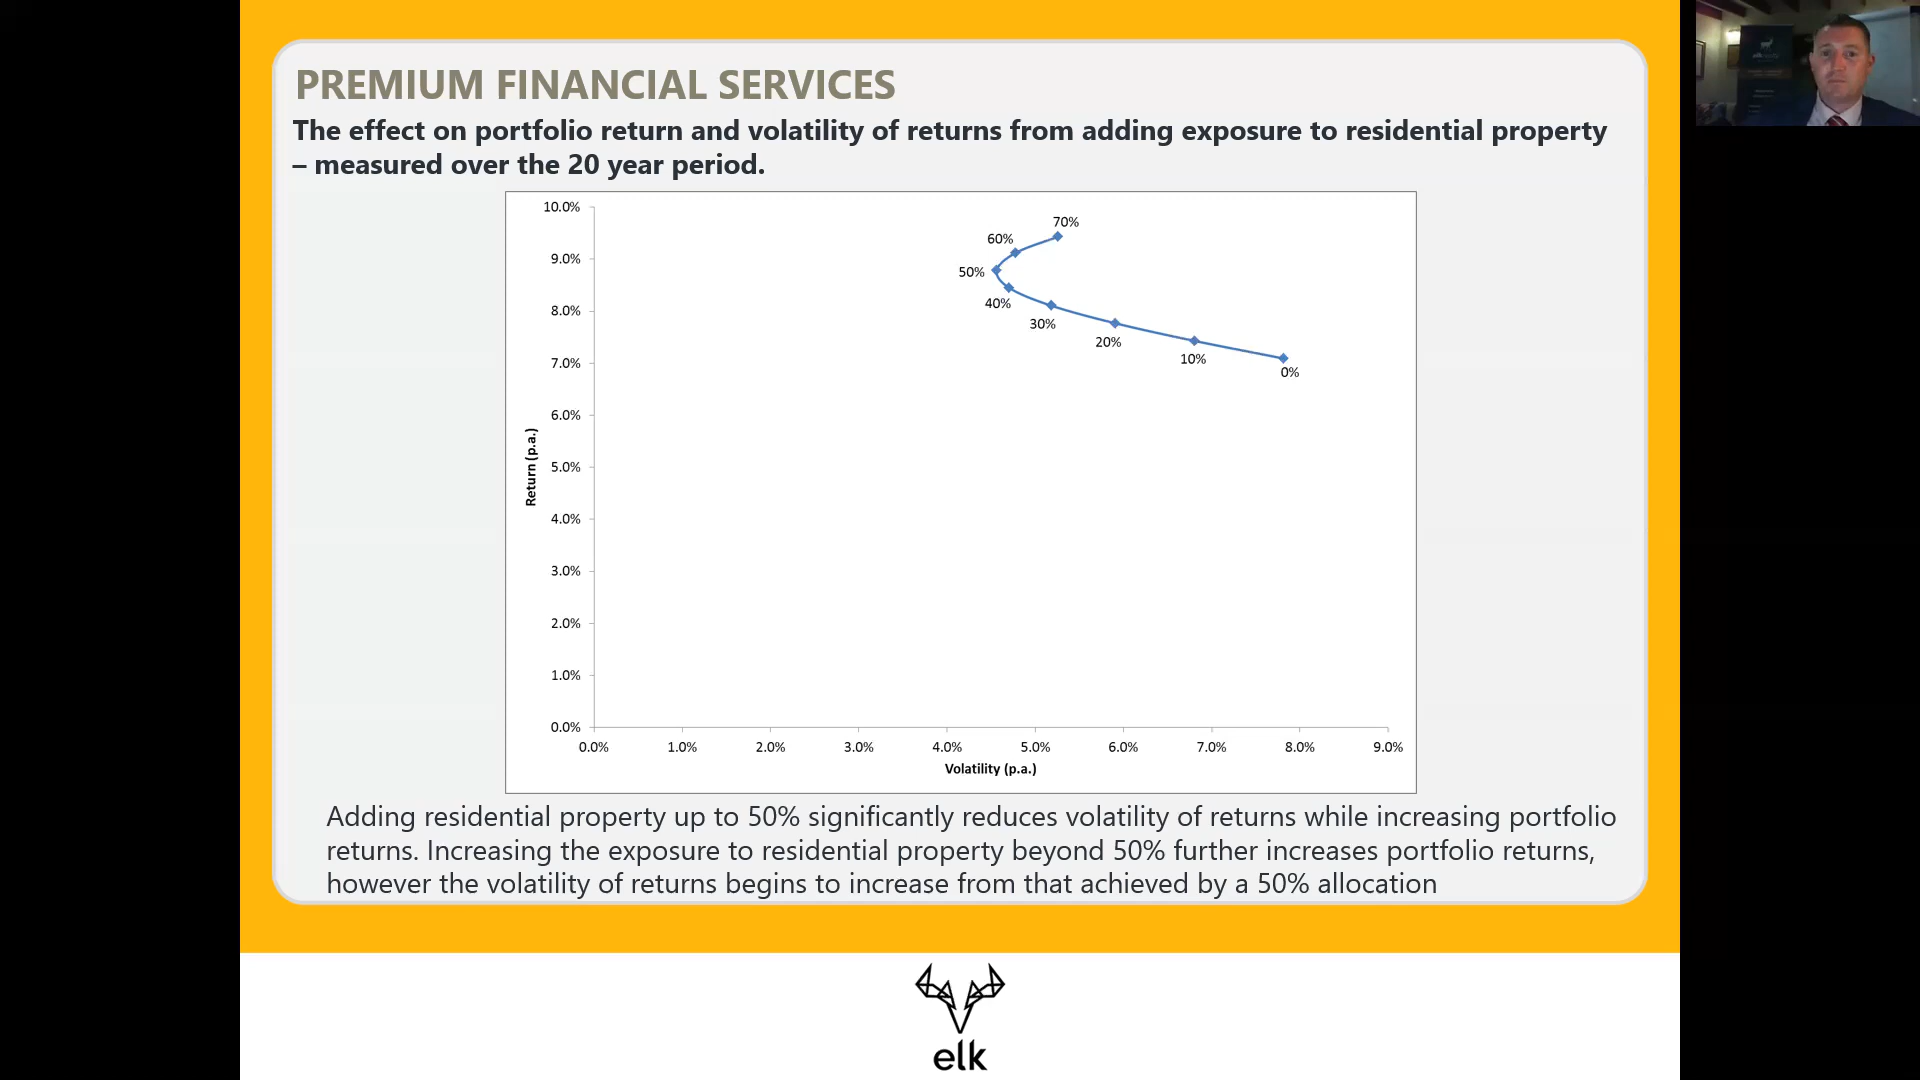 PREMIUM FINANCIAL SERVICES
The effect on portfolio return and volatility of returns from adding exposure to residential property
– measured over the 20 year period.
10.0%
9.0%
8.0%
7.0%
6.0%
5.0%
4.0%
3.0%
2.0%
1.0%
0.0%
Return (p.a.)
70%
60%
50%
40%
30%
20%
10%
0%
0.0% 1.0% 2.0% 3.0% 4.0% 5.0% 6.0% 7.0% 8.0% 9.0%
Volatility (p.a.)
Adding residential property up to 50% significantly reduces volatility of returns while increasing portfolio
returns. Increasing the exposure to residential property beyond 50% further increases portfolio returns,
however the volatility of returns begins to increase from that achieved by a 50% allocation
elk